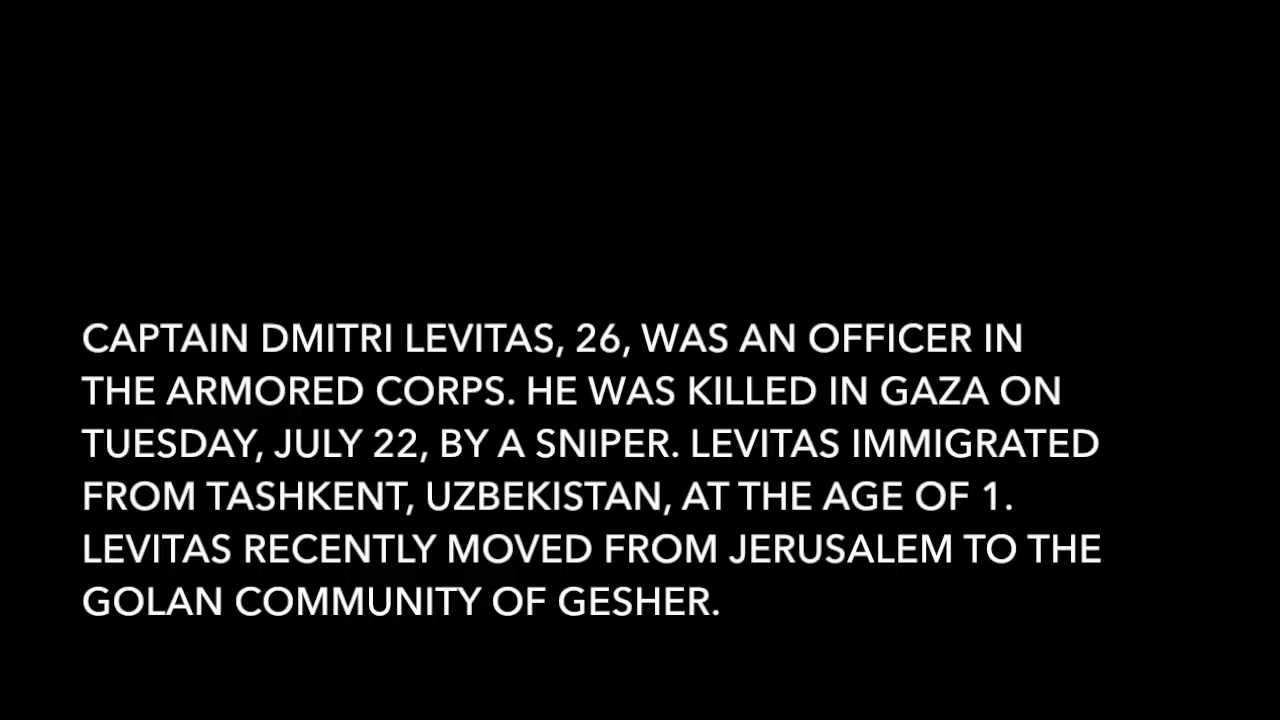 CAPTAIN DMITRI LEVITAS, 26, WAS AN OFFICER IN
THE ARMORED CORPS. HE WAS KILLED IN GAZA ON
TUESDAY, JULY 22, BY A SNIPER. LEVITAS IMMIGRATED
FROM TASHKENT, UZBEKISTAN, AT THE AGE OF 1.
LEVITAS RECENTLY MOVED FROM JERUSALEM TO THE
GOLAN COMMUNITY OF GESHER.